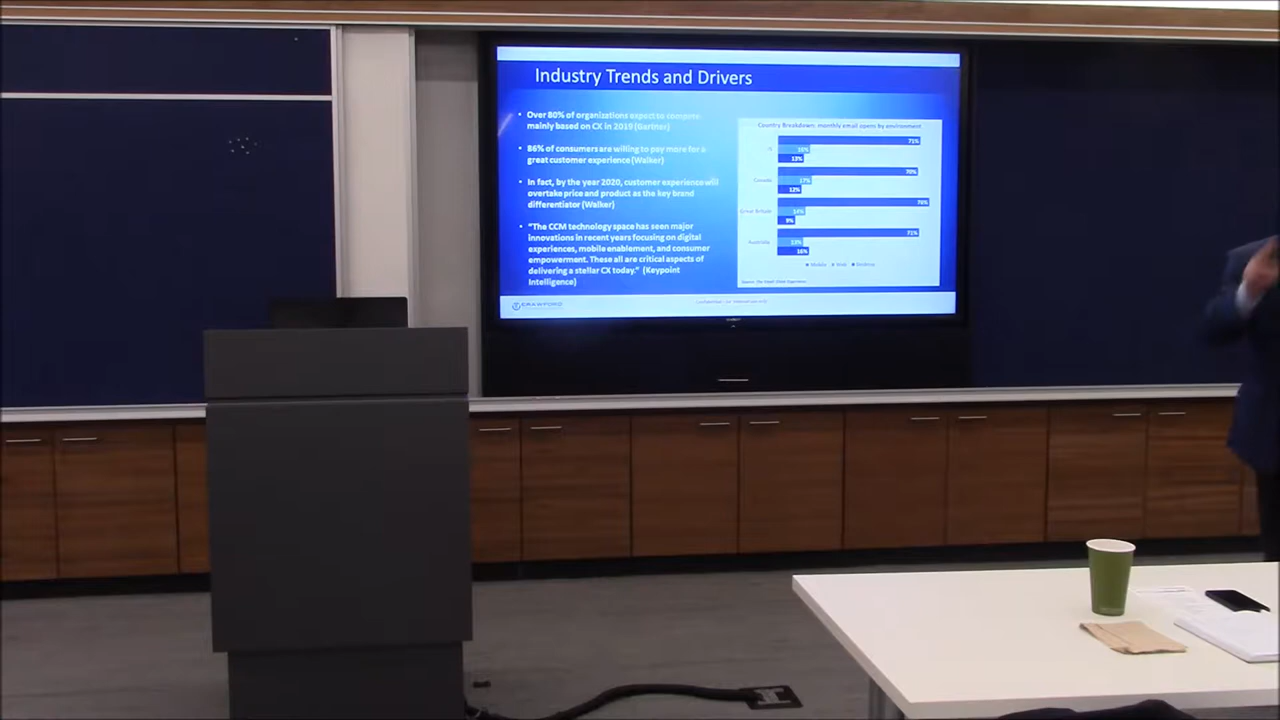 Industry Trends and Drivers
• Over 80% of organizations expect to compete
mainly based on CX in 2019 (Gartner)
• 86% of consumers are willing to pay more for a
great customer experience (Walker)
• In fact, by the year 2020, customer experience will
overtake price and product as the key brand
differentiator (Walker)
• "The CCM technology space has seen major
innovations in recent years focusing on digital
experiences, mobile enablement, and consumer
empowerment. These all are critical aspects of
delivering a stellar CX today." (Keypoint
Intelligence)
Country Breakdown: monthly email opens by environment
71%
16%
13%
Canada
70%
17%
12%
Great Britain
76%
14%
9%
Australia
71%
13%
16%
Mobile Web Desktop
CRAWFORD